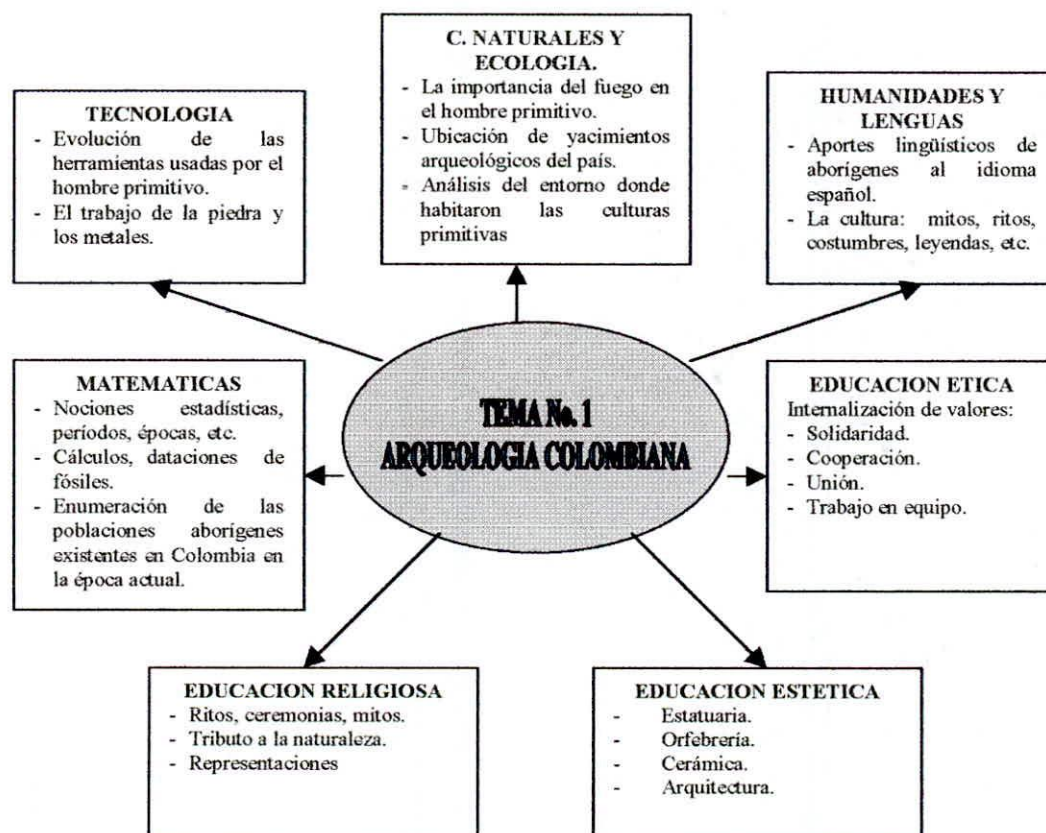 C. NATURALES Y
ECOLOGIA.
- La importancia del fuego en
el hombre primitivo.
- Ubicación de yacimientos
arqueológicos del país.
- Análisis del entorno donde
habitaron las culturas
primitivas
TECNOLOGIA
- Evolución de las
herramientas usadas por el
hombre primitivo.
- El trabajo de la piedra y
los metales.
HUMANIDADES Y
LENGUAS
- Aportes lingüísticos de
aborígenes al idioma
español.
- La cultura: mitos, ritos,
costumbres, leyendas, etc.
TEMA No. 1
ARQUEOLOGIA COLOMBIANA
MATEMATICAS
- Nociones estadísticas,
períodos, épocas, etc.
- Cálculos, dataciones de
fósiles.
- Enumeración de las
poblaciones aborígenes
existentes en Colombia en
la época actual.
EDUCACION ETICA
Internalización de valores:
- Solidaridad.
- Cooperación.
- Unión.
- Trabajo en equipo.
EDUCACION RELIGIOSA
- Ritos, ceremonias, mitos.
- Tributo a la naturaleza.
- Representaciones
EDUCACION ESTETICA
- Estatuaria.
- Orfebrería.
- Cerámica.
- Arquitectura.